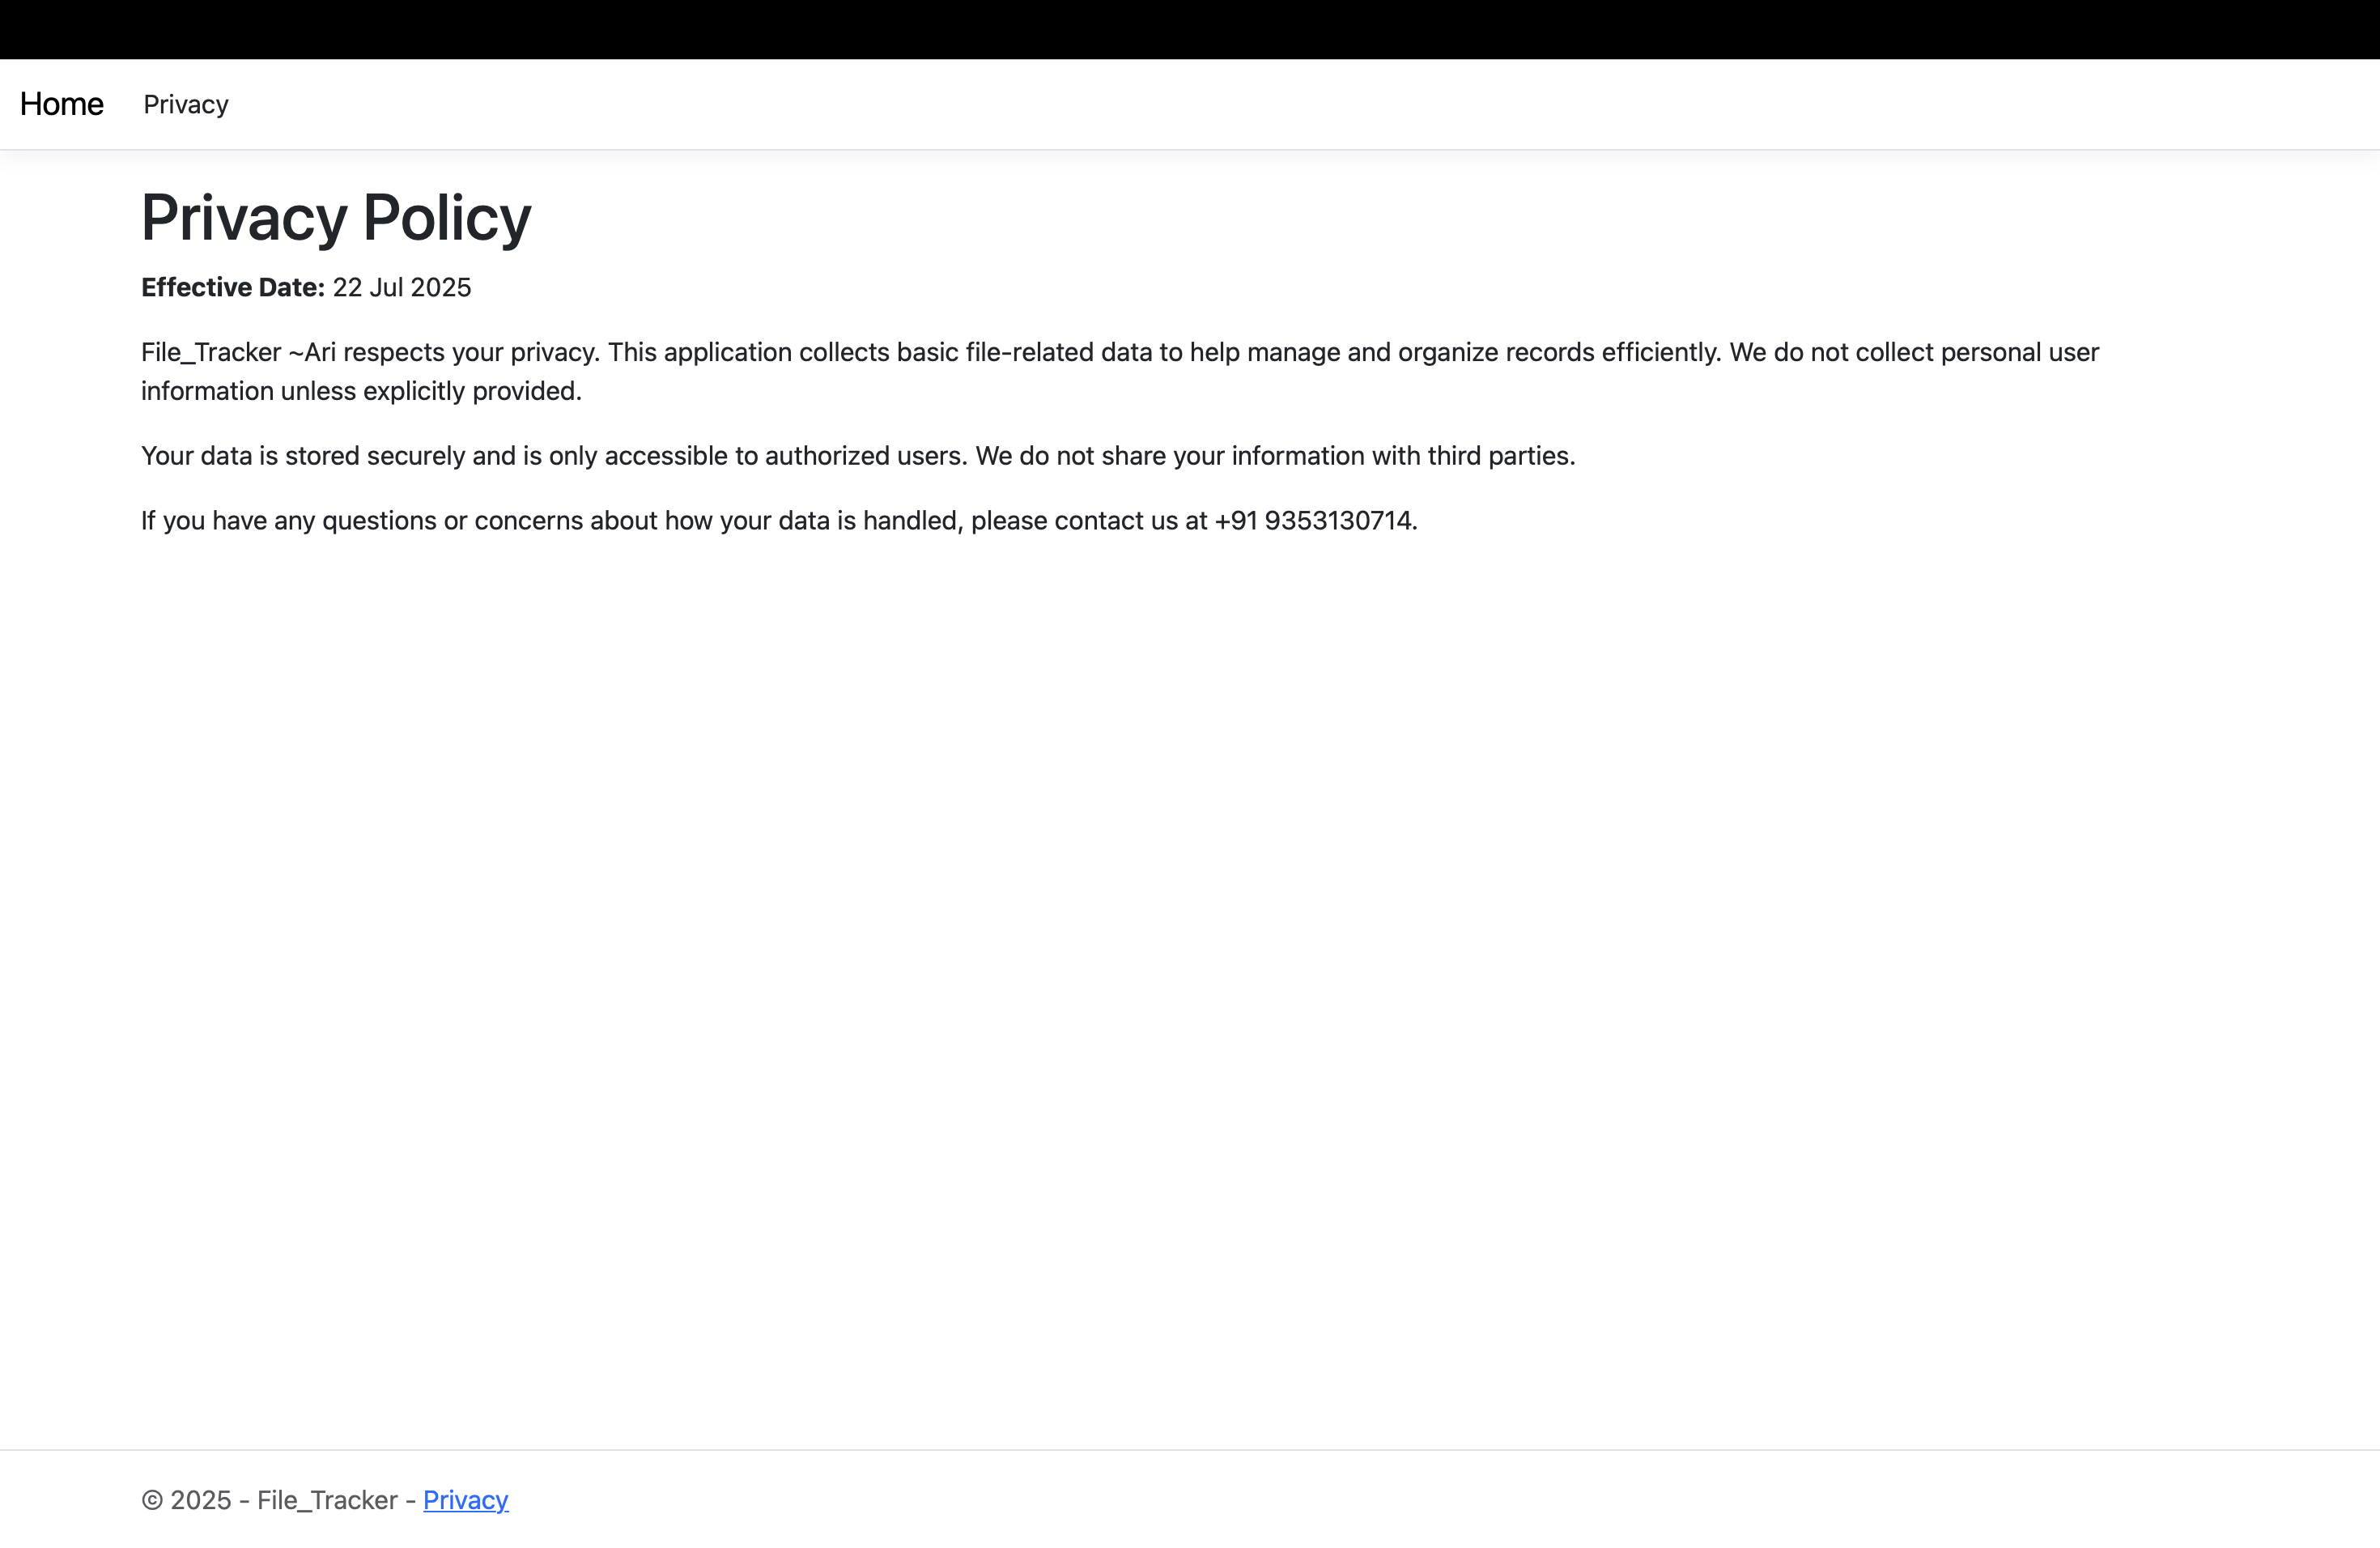 Home Privacy
Privacy Policy
Effective Date: 22 Jul 2025
File_Tracker ~Ari respects your privacy. This application collects basic file-related data to help manage and organize records efficiently. We do not collect personal user
information unless explicitly provided.
Your data is stored securely and is only accessible to authorized users. We do not share your information with third parties.
If you have any questions or concerns about how your data is handled, please contact us at +91 9353130714.
© 2025 - File_Tracker - Privacy